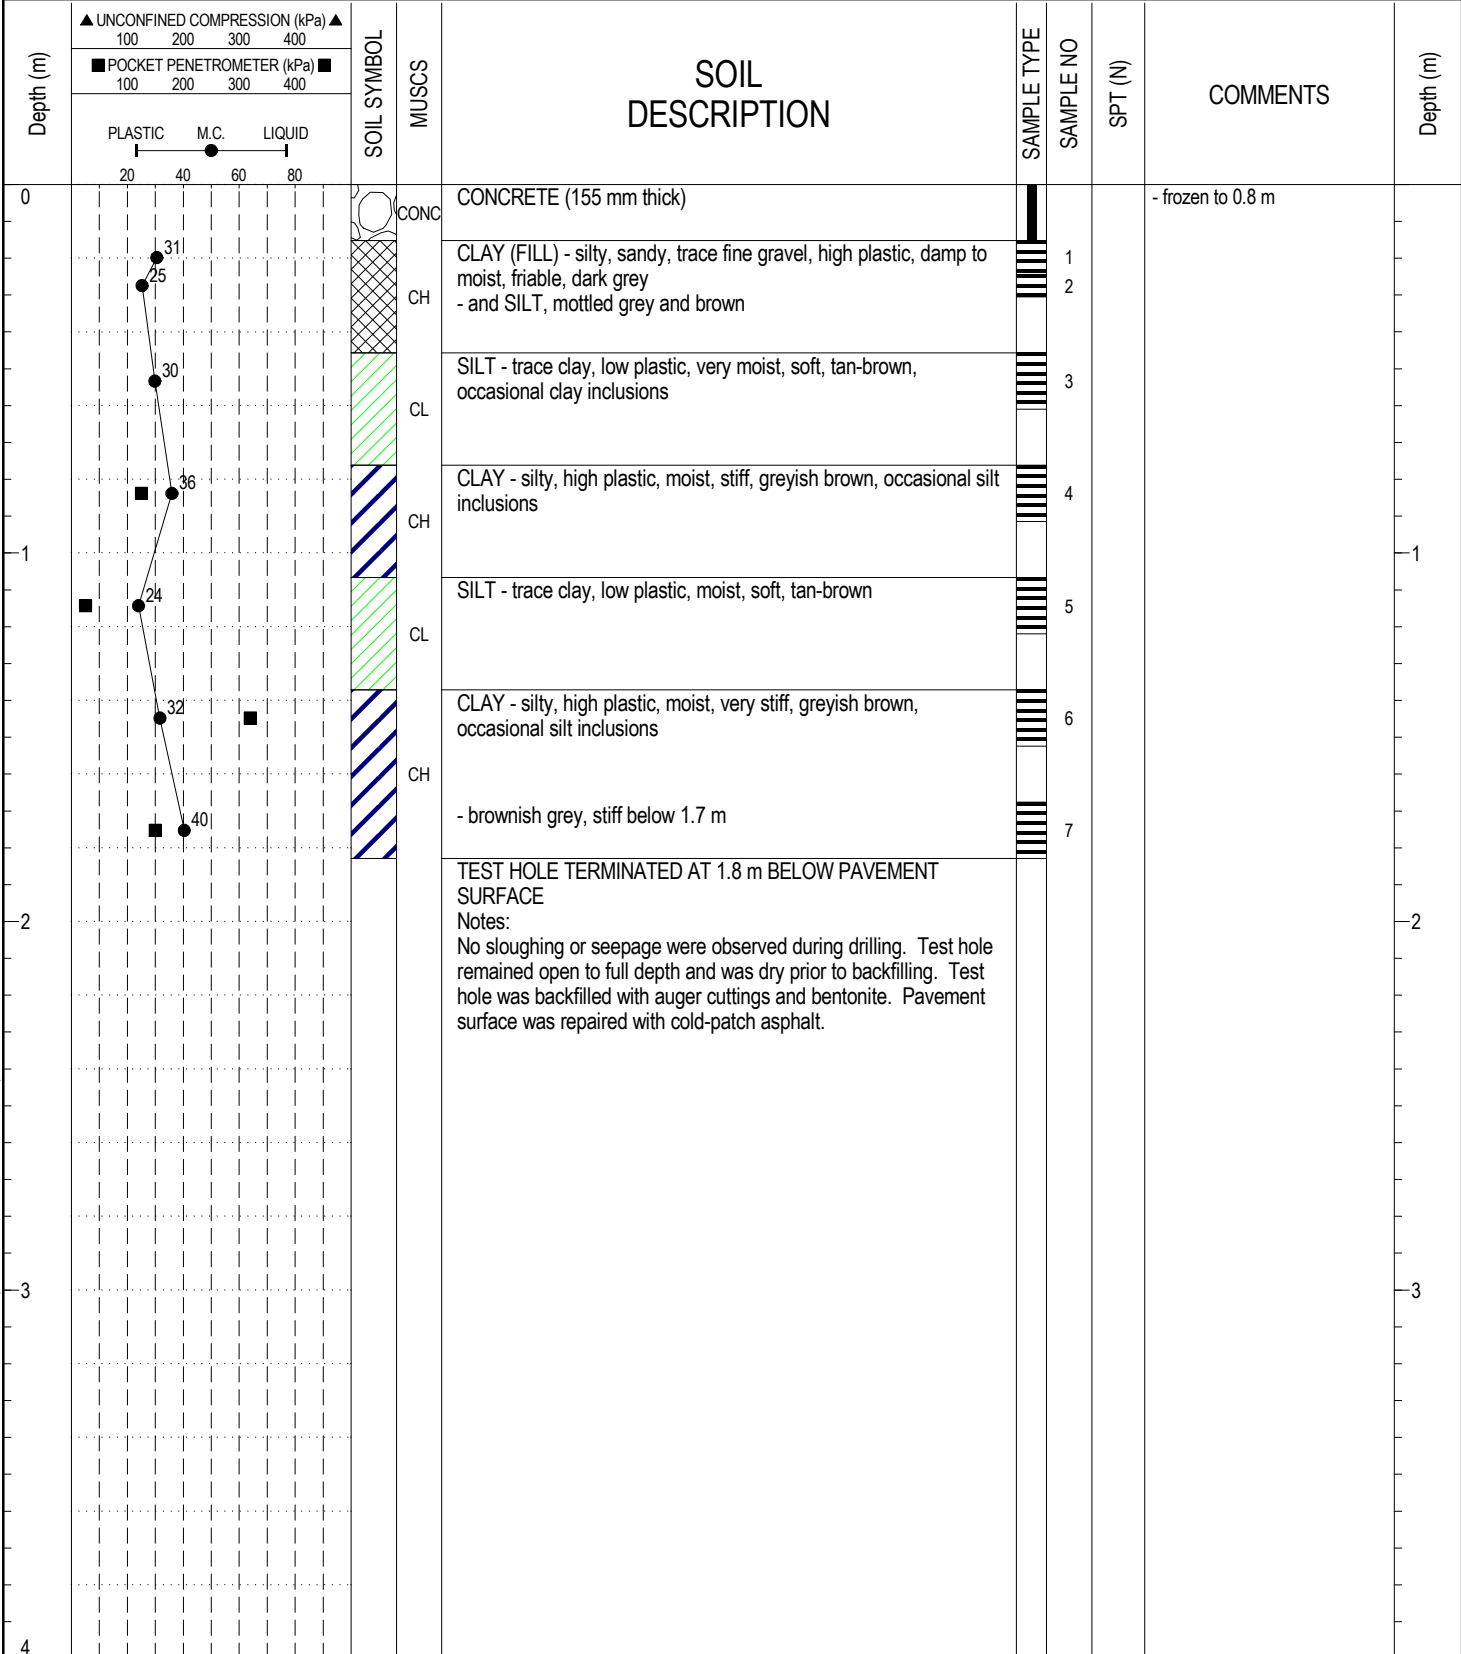 ▲ UNCONFINED COMPRESSION (kPa) ▲
100 200 300 400
■ POCKET PENETROMETER (kPa) ■
100 200 300 400
PLASTIC M.C. LIQUID
20 40 60 80
Depth (m)
SOIL SYMBOL
MUSCS
SOIL
DESCRIPTION
SAMPLE TYPE
SAMPLE NO
SPT (N)
COMMENTS
Depth (m)
0
CONC
CONCRETE (155 mm thick)
- frozen to 0.8 m
31
25
CH
CLAY (FILL) - silty, sandy, trace fine gravel, high plastic, damp to
moist, friable, dark grey
- and SILT, mottled grey and brown
1
2
30
CL
SILT - trace clay, low plastic, very moist, soft, tan-brown,
occasional clay inclusions
3
36
CH
CLAY - silty, high plastic, moist, stiff, greyish brown, occasional silt
inclusions
4
1
1
24
CL
SILT - trace clay, low plastic, moist, soft, tan-brown
5
32
CH
CLAY - silty, high plastic, moist, very stiff, greyish brown,
occasional silt inclusions
6
40
- brownish grey, stiff below 1.7 m
7
TEST HOLE TERMINATED AT 1.8 m BELOW PAVEMENT
SURFACE
Notes:
No sloughing or seepage were observed during drilling. Test hole
remained open to full depth and was dry prior to backfilling. Test
hole was backfilled with auger cuttings and bentonite. Pavement
surface was repaired with cold-patch asphalt.
2
2
3
3
4